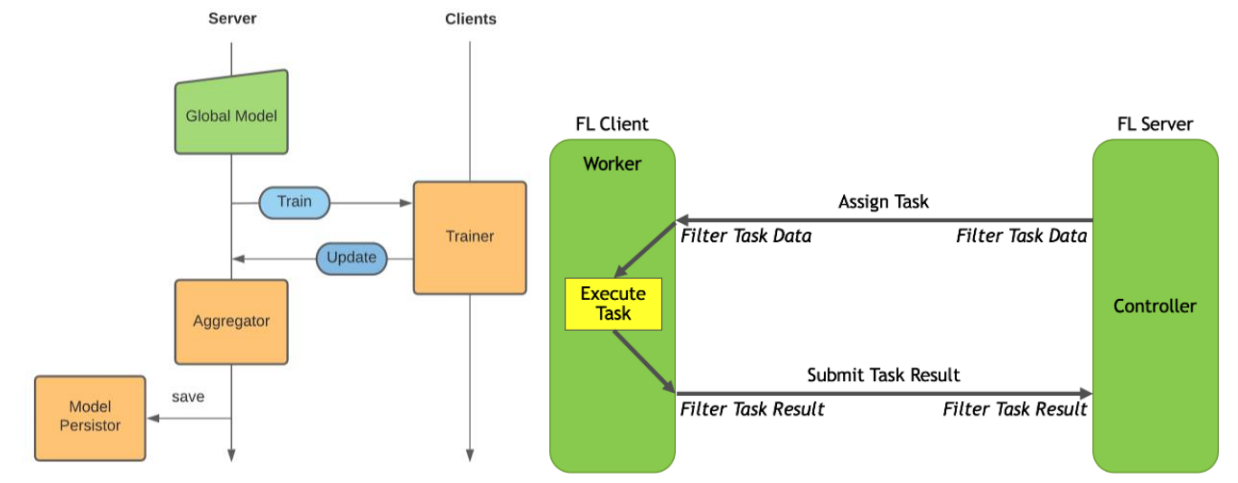 Server
Clients
Global Model
Train
Trainer
Update
Aggregator
save
Model
Persistor
FL Client
FL Server
Worker
Assign Task
Filter Task Data
Filter Task Data
Execute
Task
Controller
Submit Task Result
Filter Task Result
Filter Task Result